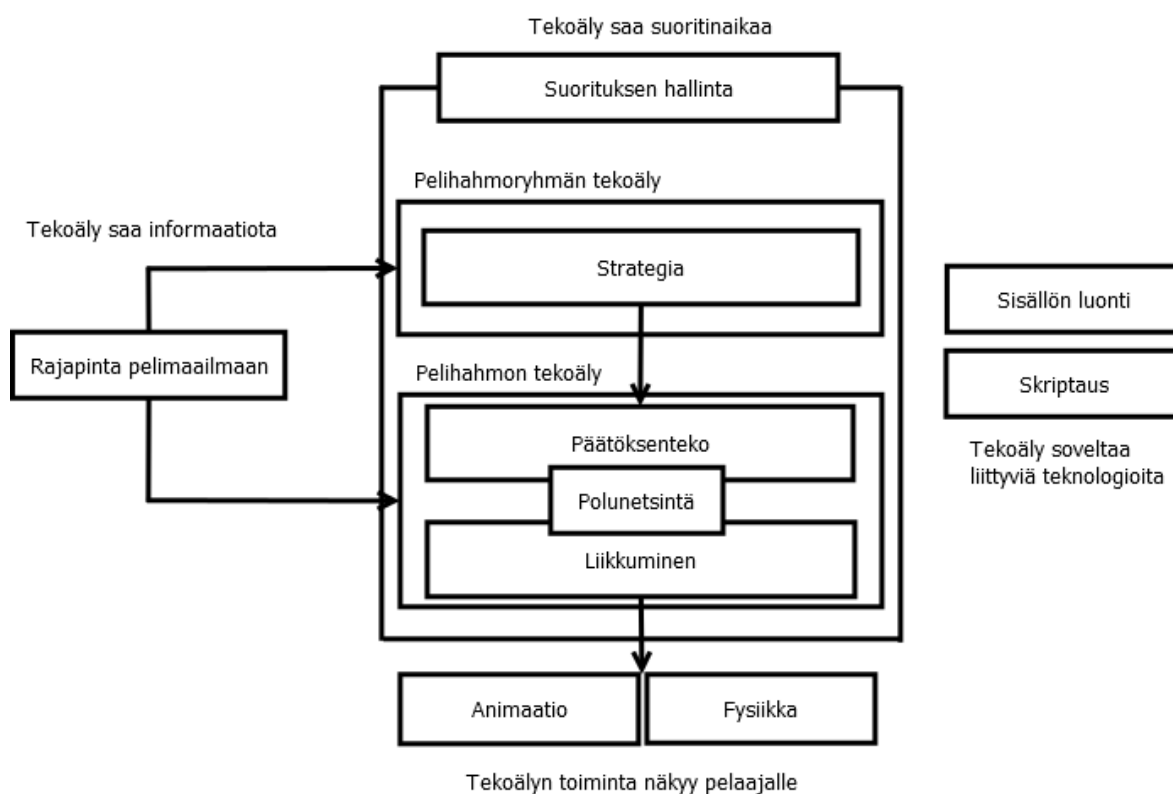 Tekoäly saa suoritinaikaa
Suorituksen hallinta
Pelihahmoryhmän tekoäly
Tekoäly saa informaatiota
Strategia
Sisällön luonti
Rajapinta pelimaailmaan
Pelihahmon tekoäly
Skriptaus
Päätöksenteko
Tekoäly soveltaa
liittyviä teknologioita
Polunetsintä
Liikkuminen
Animaatio
Fysiikka
Tekoälyn toiminta näkyy pelaajalle